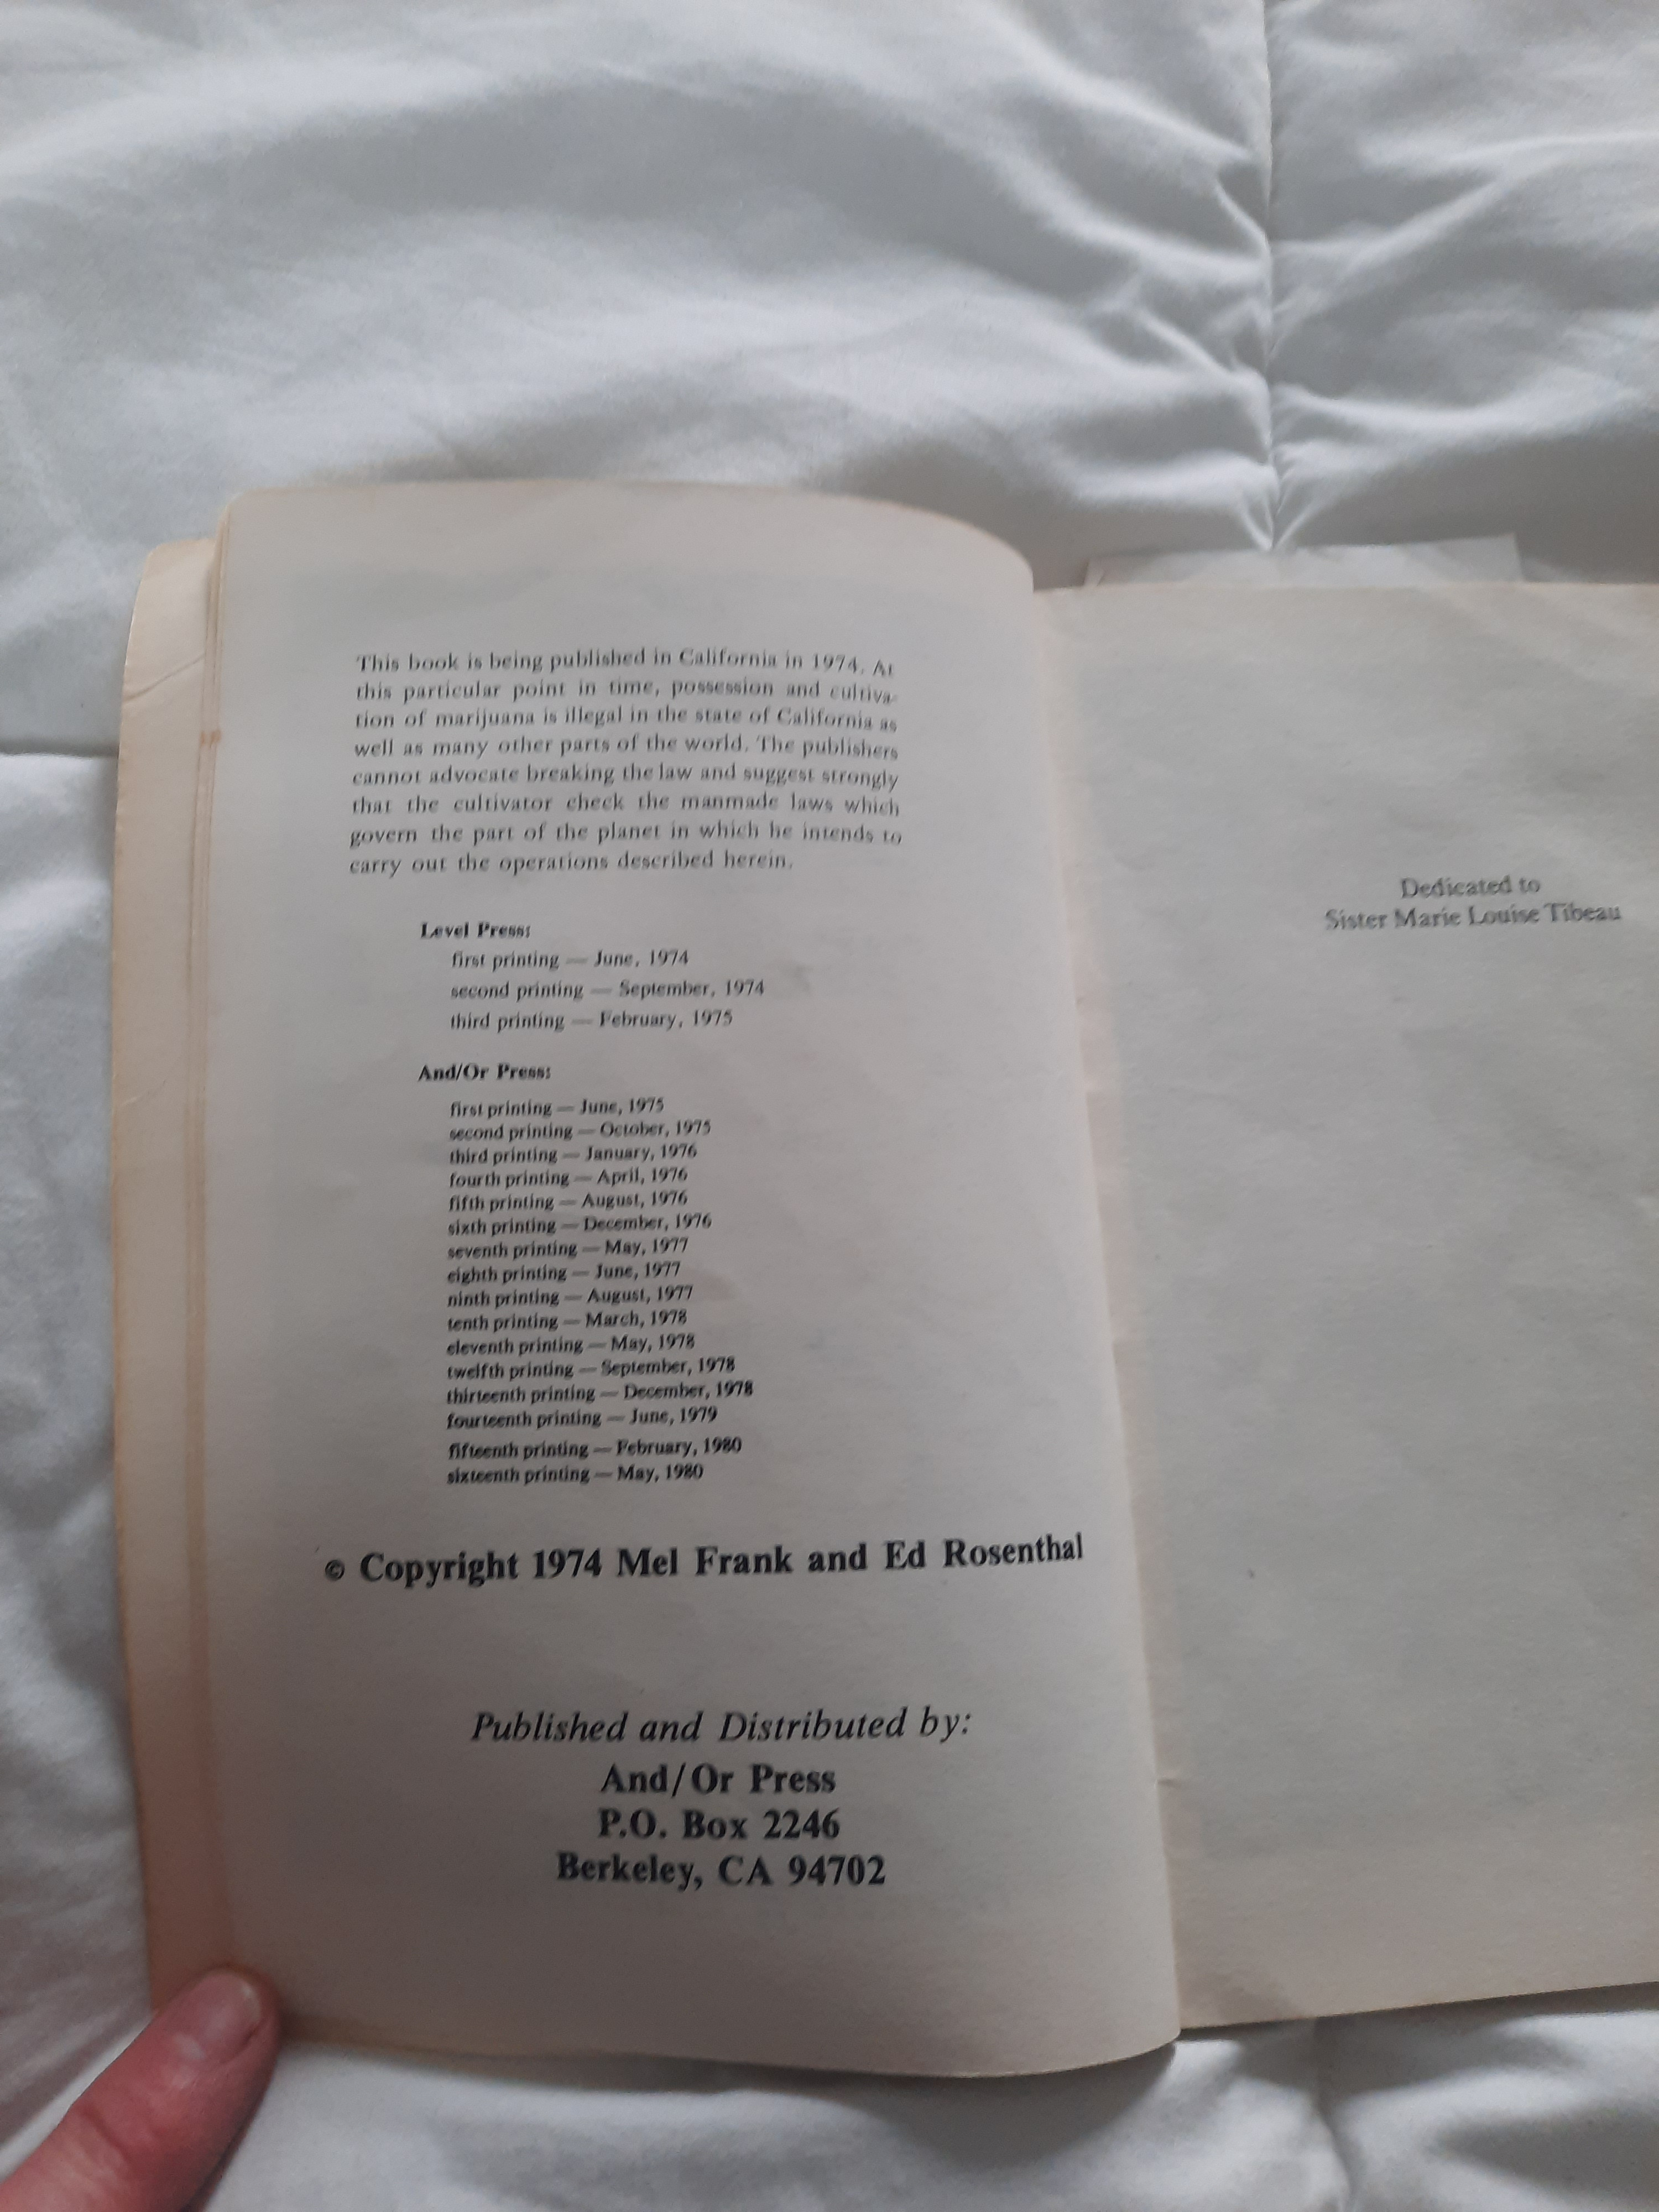 This book is being published in California in 1974. At
this particular point in time, possession and cultiva-
tion of marijuana is illegal in the state of California as
well as many other parts of the world. The publishers
cannot advocate breaking the law and suggest strongly
that the cultivator check the manmade laws which
govern the part of the planet in which he intends to
carry out the operations described herein.
Level Press:
first printing — June, 1974
second printing — September, 1974
third printing — February, 1975
And/Or Press:
first printing — June, 1975
second printing — October, 1975
third printing — January, 1976
fourth printing — April, 1976
fifth printing — August, 1976
sixth printing — December, 1976
seventh printing — May, 1977
eighth printing — June, 1977
ninth printing — August, 1977
tenth printing — March, 1978
eleventh printing — May, 1978
twelfth printing — September, 1978
thirteenth printing — December, 1978
fourteenth printing — June, 1979
fifteenth printing — February, 1980
sixteenth printing — May, 1980
© Copyright 1974 Mel Frank and Ed Rosenthal
Published and Distributed by:
And/Or Press
P.O. Box 2246
Berkeley, CA 94702
Dedicated to
Sister Marie Louise Tibeau